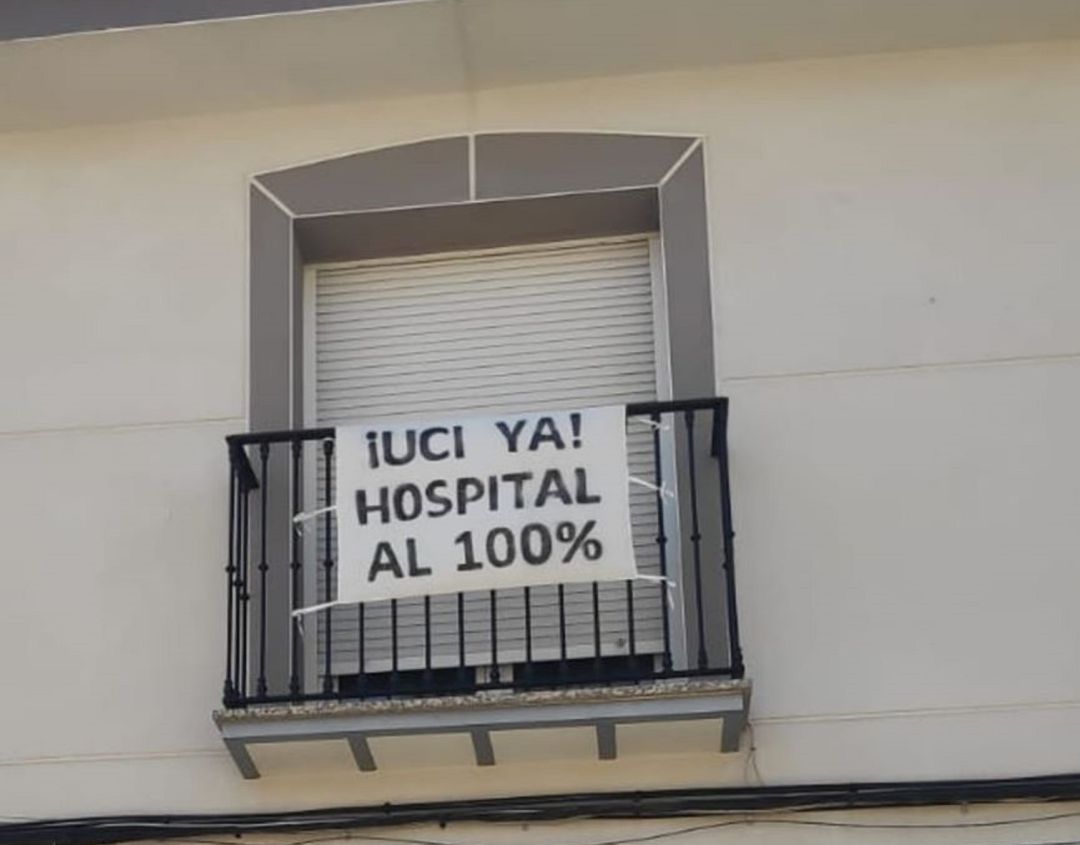 ¡UCI YA!
HOSPITAL
AL 100%